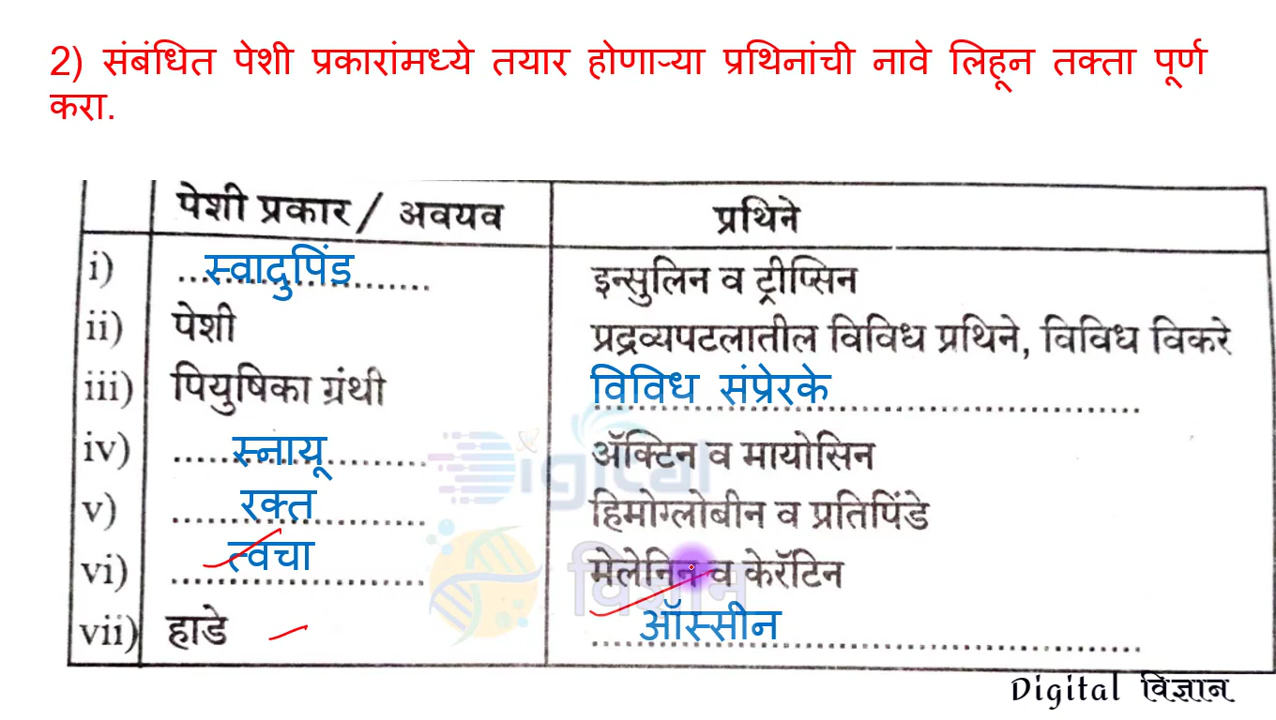 2) संबंधित पेशी प्रकारांमध्ये तयार होणाऱ्या प्रथिनांची नावे लिहून तक्ता पूर्ण
करा.
पेशी प्रकार / अवयव प्रथिने
i) ...स्वादुपिंड....... इन्सुलिन व ट्रीप्सिन
ii) पेशी प्रद्रव्यपटलातील विविध प्रथिने, विविध विकरे
iii) पियुषिका ग्रंथी विविध संप्रेरके
iv) .....स्नायू....... ॲक्टिन व मायोसिन
v) .....रक्त....... हिमोग्लोबीन व प्रतिपिंडे
vi) त्वचा मेलेनिन व केरॅटिन
vii) हाडे ऑस्सीन
Digital
विज्ञान
Digital विज्ञान